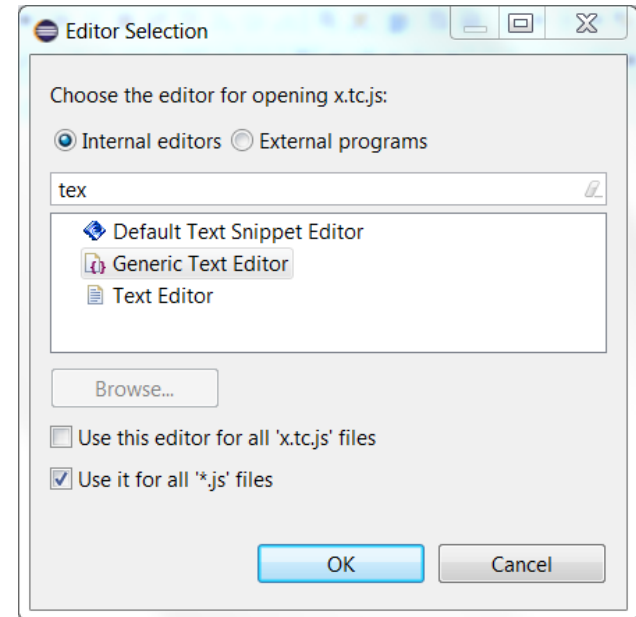 Editor Selection
Choose the editor for opening x.tc.js:
Internal editors External programs
tex
Default Text Snippet Editor
Generic Text Editor
Text Editor
Browse...
Use this editor for all 'x.tc.js' files
Use it for all '*.js' files
OK Cancel